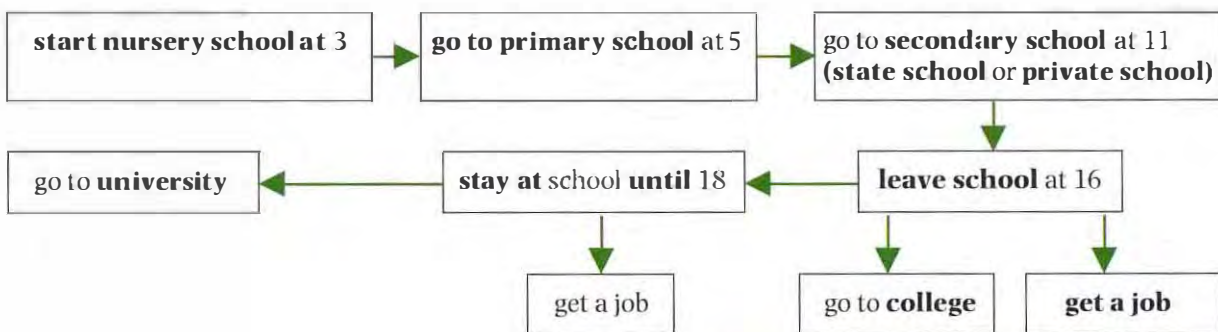 start nursery school at 3
go to primary school at 5
go to secondary school at 11
(state school or private school)
go to university
stay at school until 18
leave school at 16
get a job
go to college
get a job